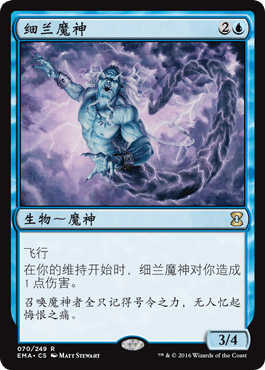 细兰魔神 2
生物～魔神
飞行
在你的维持开始时，细兰魔神对你造成
1点伤害。
召唤魔神者全只记得号令之力，无人忆起
悔恨之痛。
3/4
070/249 R
EMA • CS MATT STEWART
™ & © 2016 Wizards of the Coast